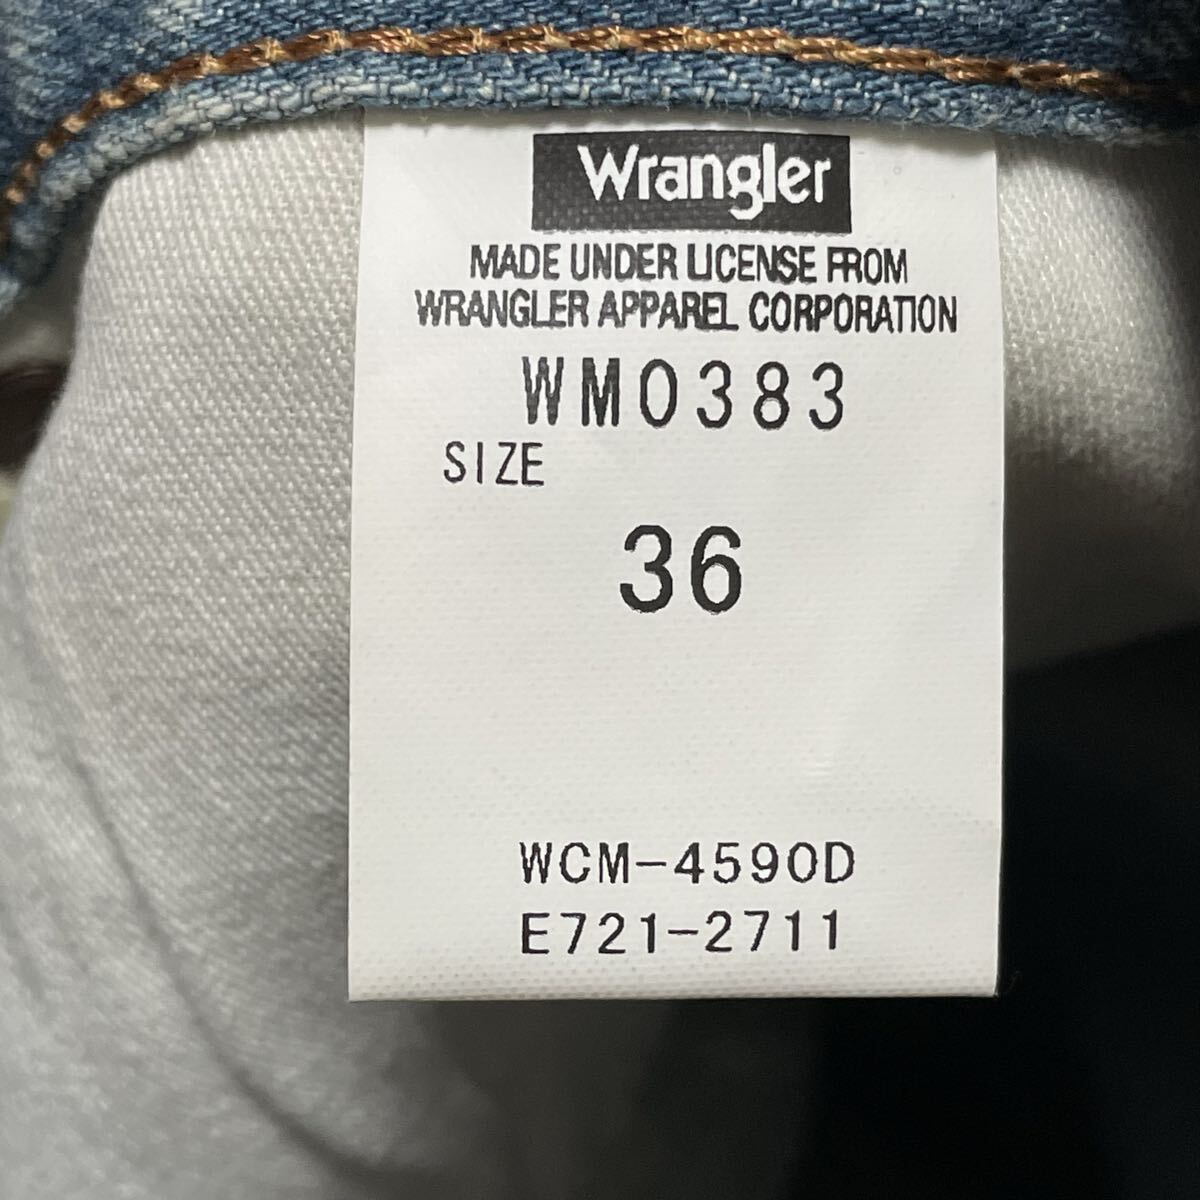 Wrangler
MADE UNDER LICENSE FROM
WRANGLER APPAREL CORPORATION
WM0383
SIZE
36
WCM-4590D
E721-2711